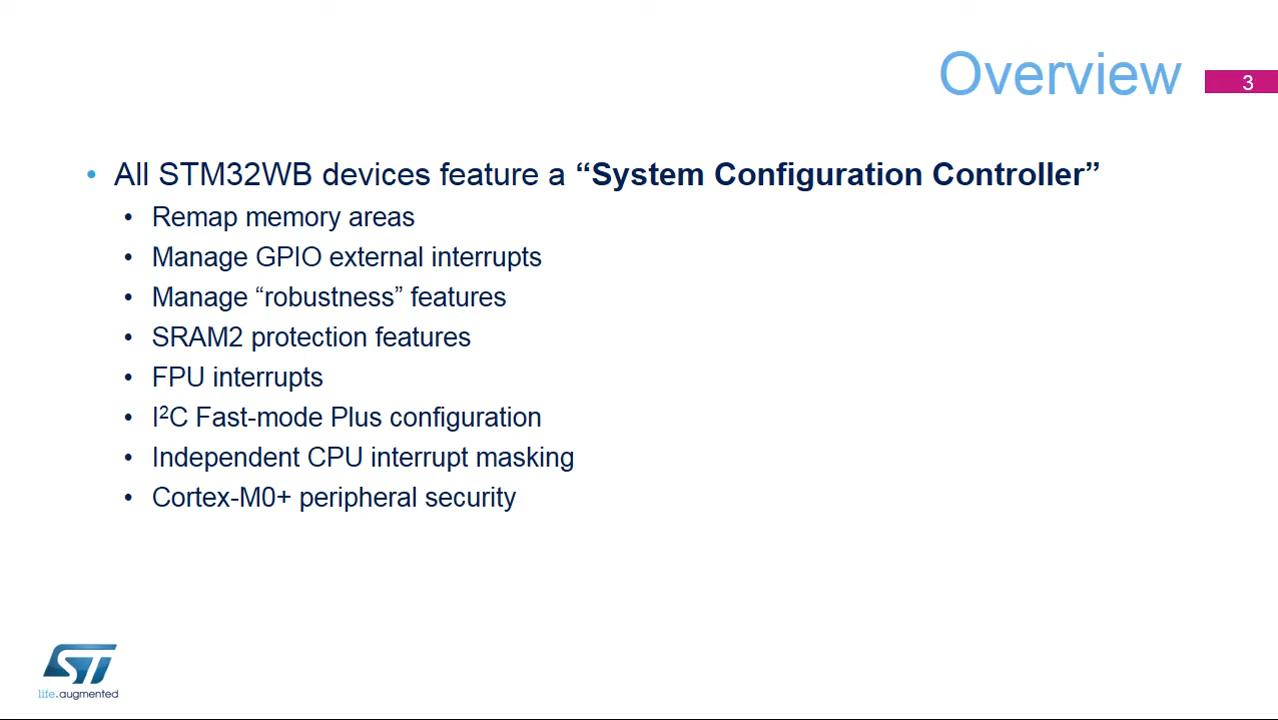 Overview
3
• All STM32WB devices feature a “System Configuration Controller”
• Remap memory areas
• Manage GPIO external interrupts
• Manage “robustness” features
• SRAM2 protection features
• FPU interrupts
• I²C Fast-mode Plus configuration
• Independent CPU interrupt masking
• Cortex-M0+ peripheral security
ST
life.augmented